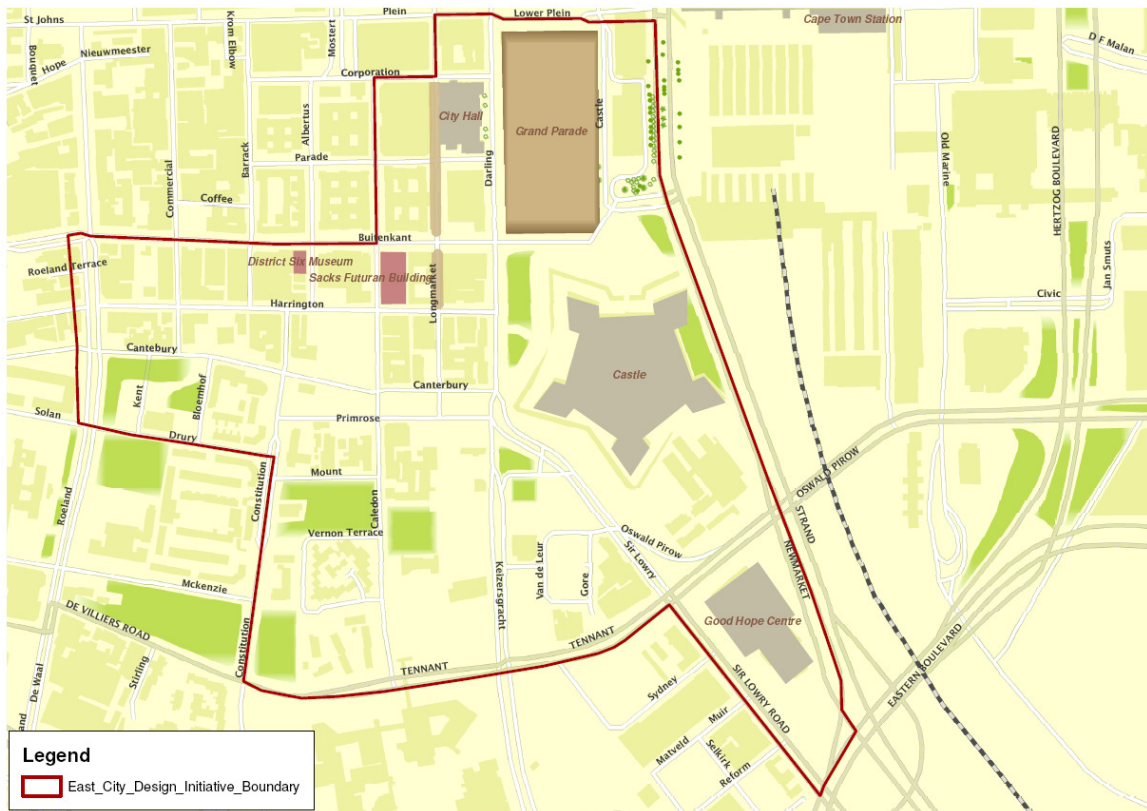 St Johns
Krom Elbow
Mostert
Plein
Lower Plein
Cape Town Station
D F Malan
Bouquet
Nieuwmeester
Hope
Corporation
Castle
City Hall
Grand Parade
Albertus
Barrack
Parade
Darling
Commercial
Coffee
Old Marine
HERTZOG BOULEVARD
Jan Smuts
Buitenkant
District Six Museum
Sacks Futuran Building
Roeland Terrace
Longmarket
Harrington
Civic
Cantebury
Canterbury
Castle
Kent
Bloemhof
Solan
Drury
Primrose
Mount
Constitution
Caledon
Roeland
OSWALD PIROW
STRAND
NEWMARKET
Vernon Terrace
Oswald Pirow
Sir Lowry
Van de Leur
Gore
Keizersgracht
Mckenzie
DE VILLIERS ROAD
Good Hope Centre
TENNANT
TENNANT
Constitution
Stirling
De Waal
EASTERN BOULEVARD
SIR LOWRY ROAD
Sydney
Muir
Matveld
Selkirk
Reform
Legend
East_City_Design_Initiative_Boundary